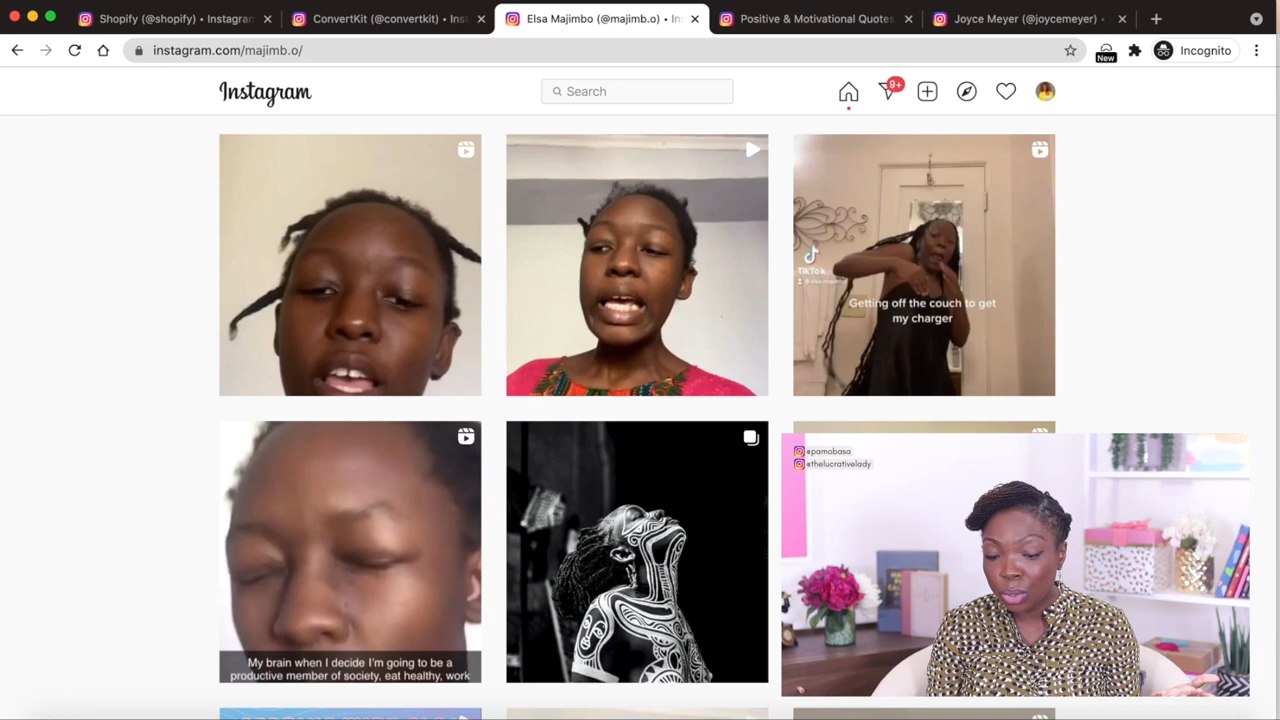 Shopify (@shopify) • Instagram
ConvertKit (@convertkit) • Inst
Elsa Majimbo (@majimb.o) • In
Positive & Motivational Quotes
Joyce Meyer (@joycemeyer) •
instagram.com/majimb.o/
New
Incognito
Instagram
Search
9+
TikTok
Getting off the couch to get
my charger
@pamobasa
@thelucrativelady
My brain when I decide I'm going to be a
productive member of society, eat healthy, work